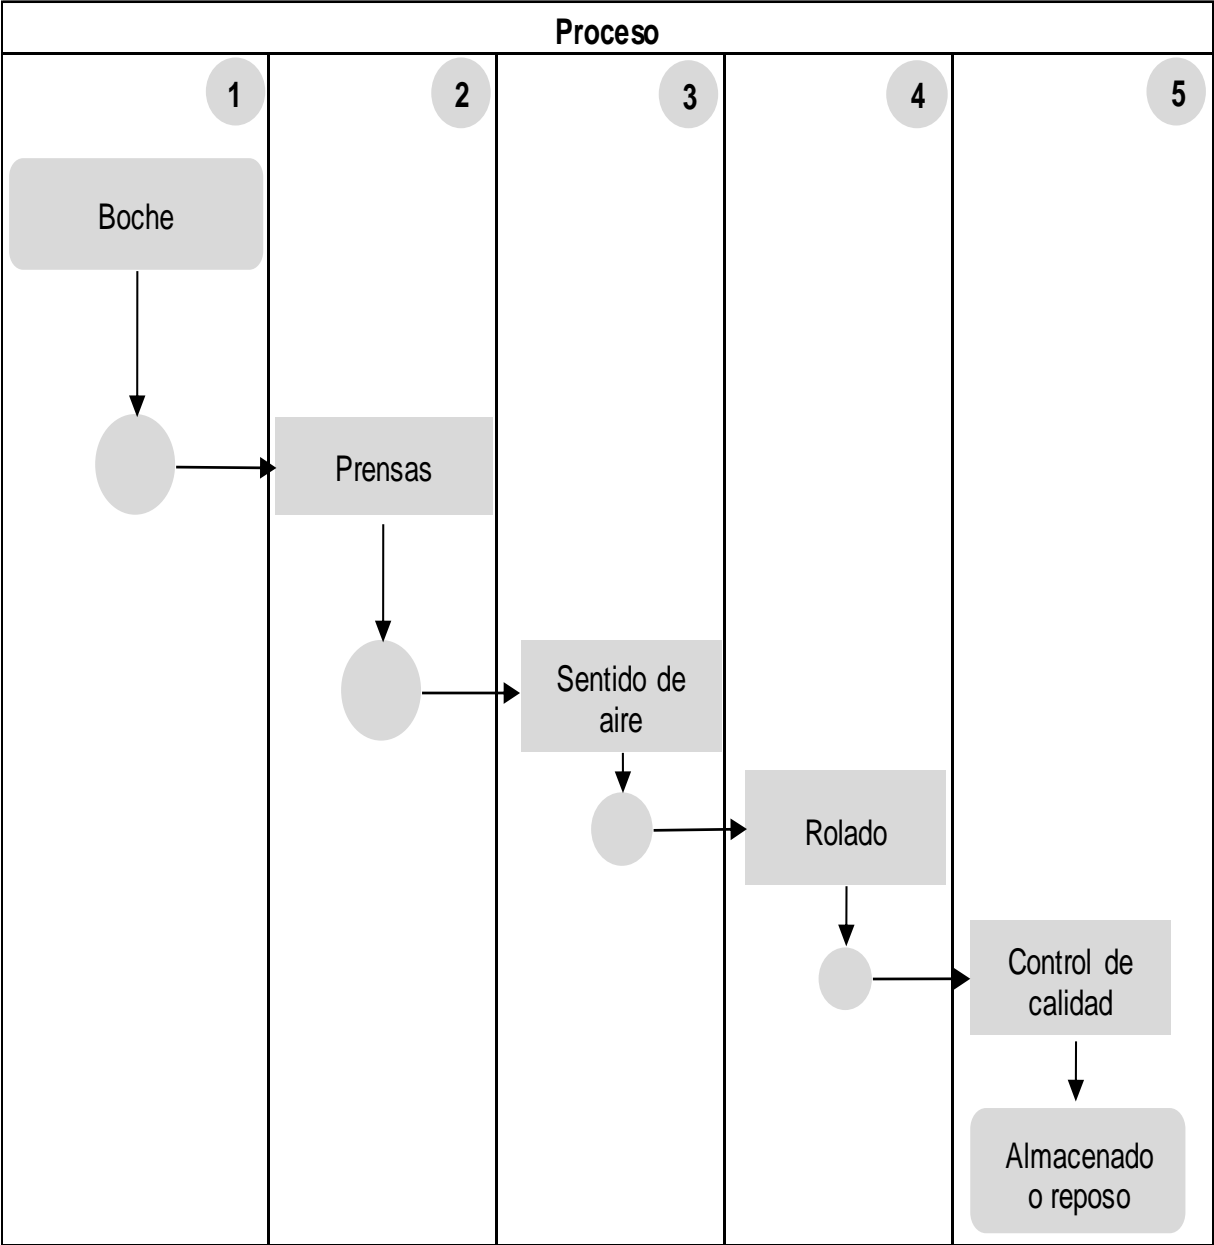 Proceso
1
2
3
4
5
Boche
Prensas
Sentido de
aire
Rolado
Control de
calidad
Almacenado
o reposo